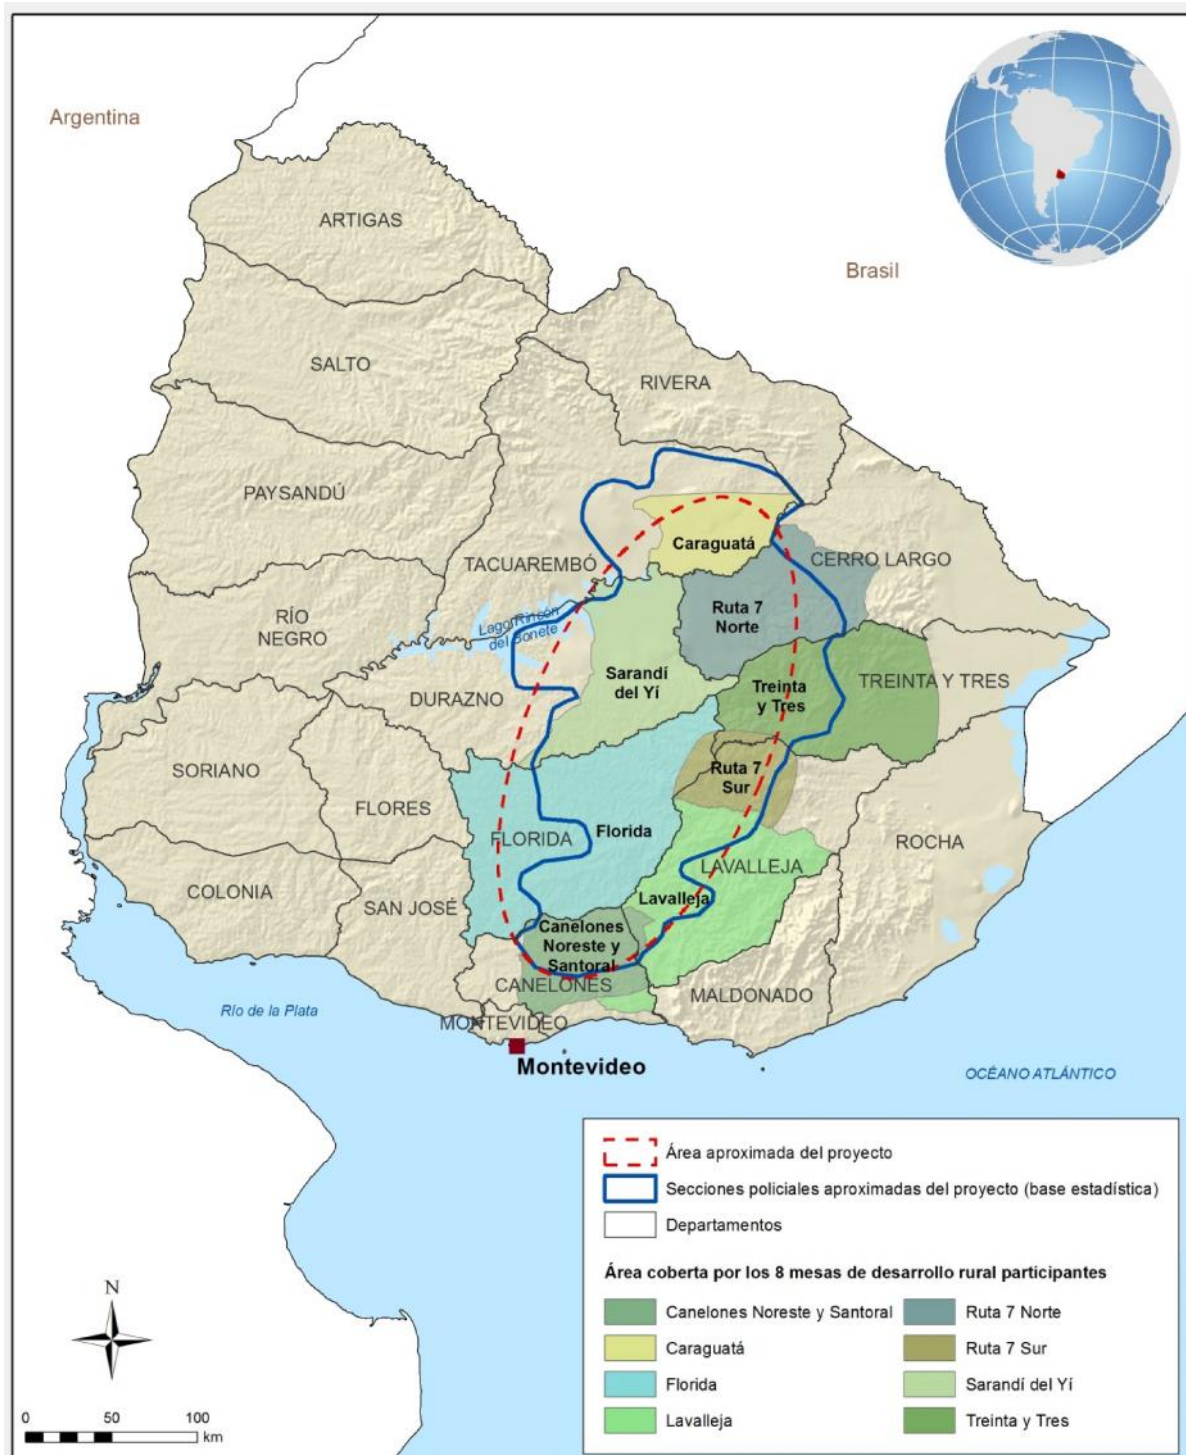 Argentina
Brasil
ARTIGAS
SALTO
RIVERA
PAYSANDÚ
Caraguatá
TACUAREMBÓ
CERRO LARGO
RÍO
NEGRO
Lago Rincón
del Bonete
Ruta 7
Norte
Sarandí
del Yí
Treinta
y Tres
TREINTA Y TRES
DURAZNO
SORIANO
FLORES
Ruta 7
Sur
FLORIDA
Florida
ROCHA
LAVALLEJA
COLONIA
SAN JOSÉ
Lavalleja
Canelones
Noreste y
Santoral
CANELONES
MALDONADO
Río de la Plata
MONTEVIDEO
Montevideo
OCÉANO ATLÁNTICO
Área aproximada del proyecto
Secciones policiales aproximadas del proyecto (base estadística)
Departamentos
Área coberta por los 8 mesas de desarrollo rural participantes
Canelones Noreste y Santoral
Ruta 7 Norte
Caraguatá
Ruta 7 Sur
Florida
Sarandí del Yí
Lavalleja
Treinta y Tres
N
0 50 100
km